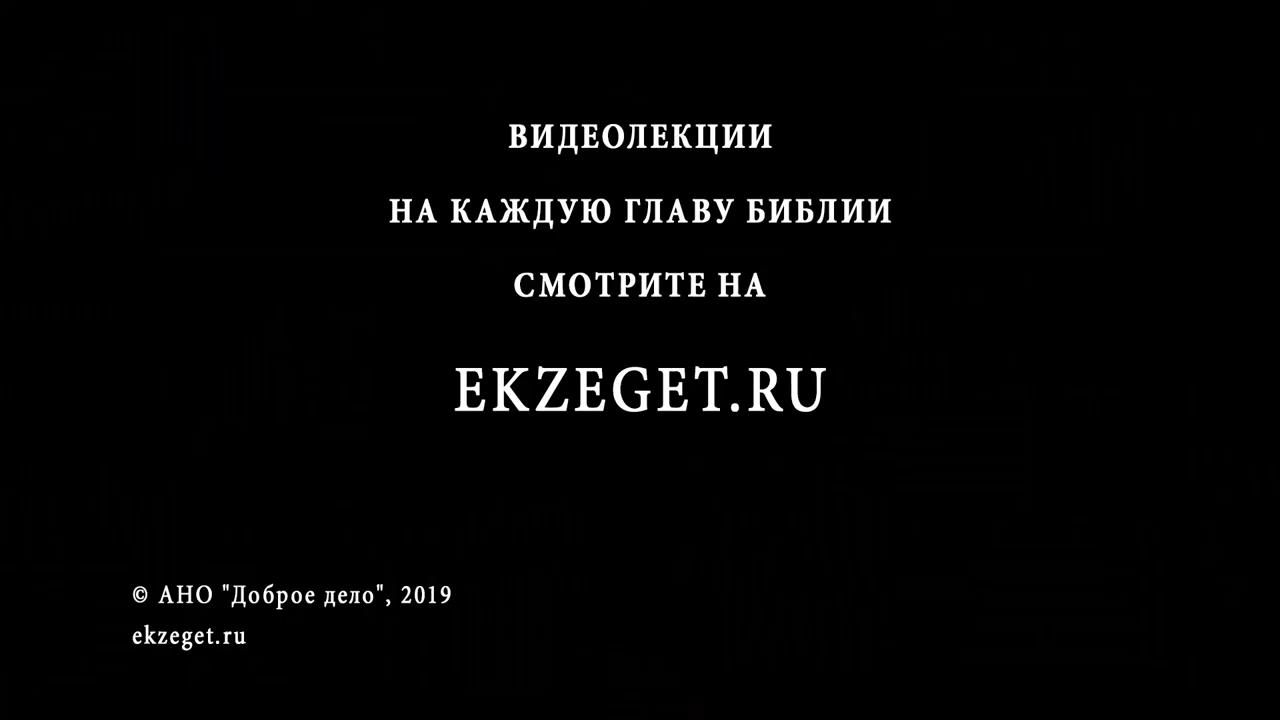 ВИДЕОЛЕКЦИИ
НА КАЖДУЮ ГЛАВУ БИБЛИИ
СМОТРИТЕ НА
EKZEGET.RU
© АНО "Доброе дело", 2019
ekzeget.ru